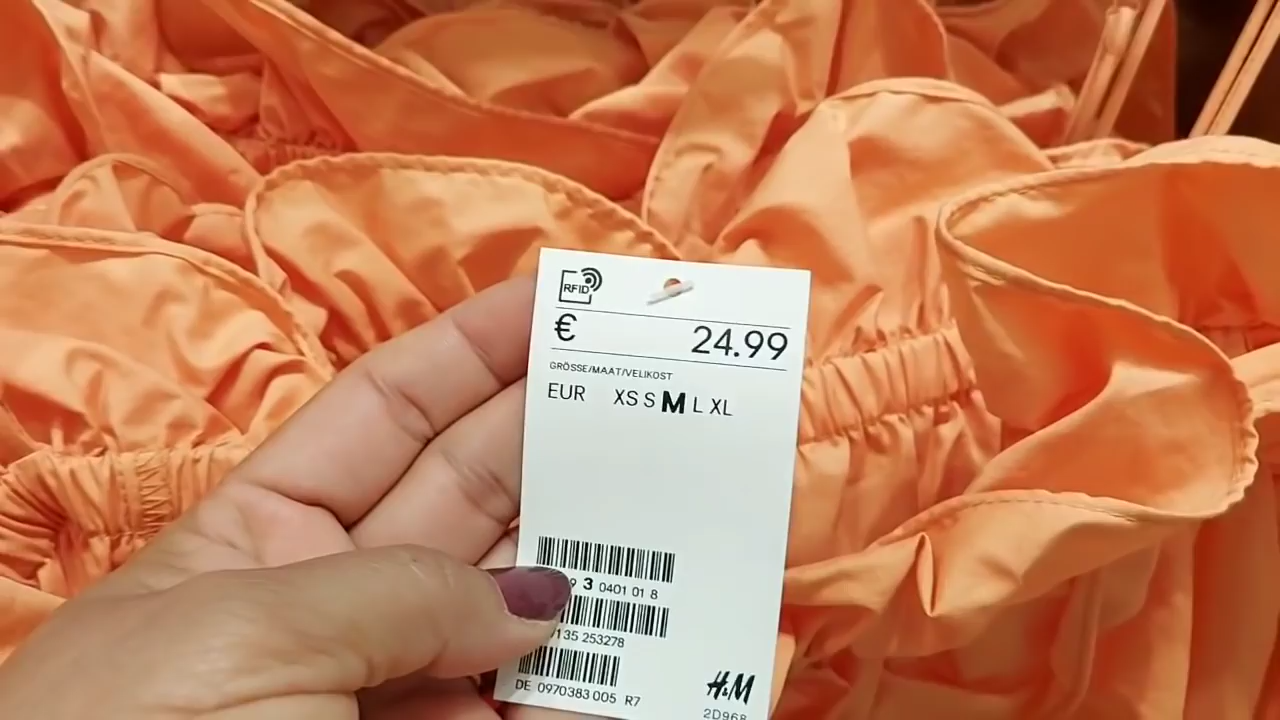 RFID
€ 24.99
GRÖSSE/MAAT/VELIKOST
EUR XS S M L XL
9 3 0401 01 8
135 253278
DE 0970383 005 R7
H&M
2D968